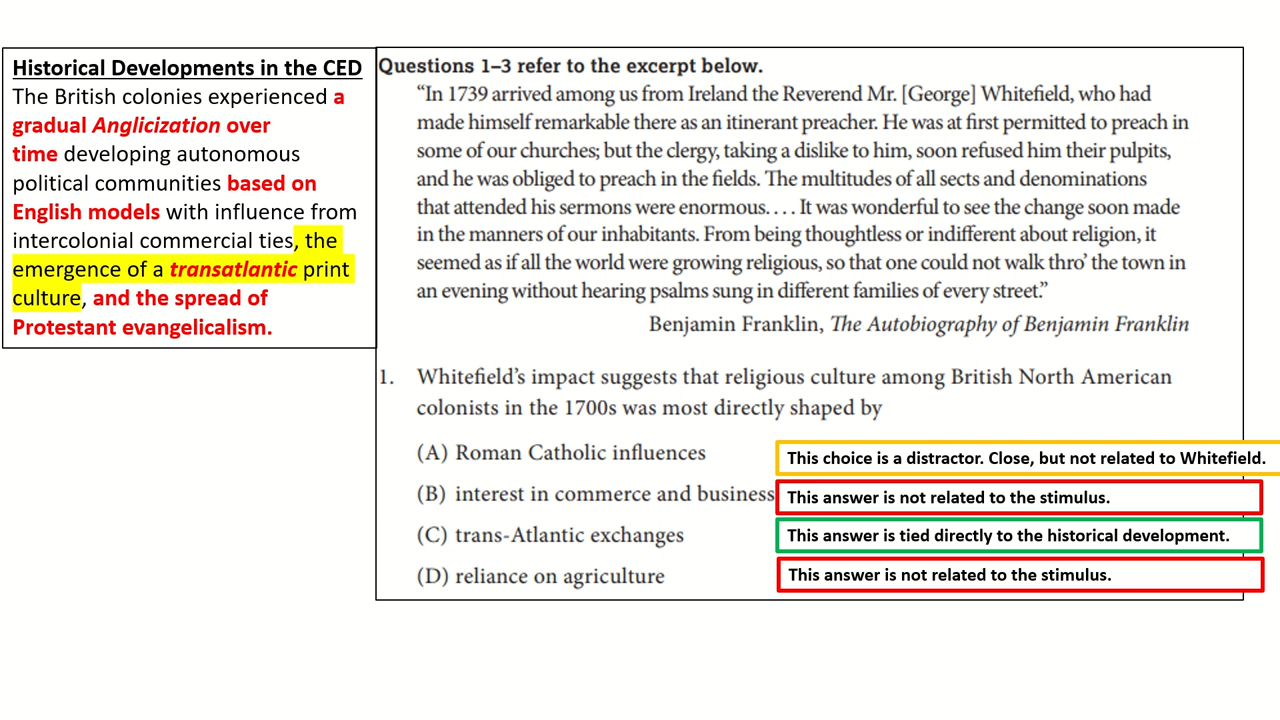 Historical Developments in the CED
The British colonies experienced a
gradual Anglicization over
time developing autonomous
political communities based on
English models with influence from
intercolonial commercial ties, the
emergence of a transatlantic print
culture, and the spread of
Protestant evangelicalism.
Questions 1–3 refer to the excerpt below.
“In 1739 arrived among us from Ireland the Reverend Mr. [George] Whitefield, who had
made himself remarkable there as an itinerant preacher. He was at first permitted to preach in
some of our churches; but the clergy, taking a dislike to him, soon refused him their pulpits,
and he was obliged to preach in the fields. The multitudes of all sects and denominations
that attended his sermons were enormous. . . . It was wonderful to see the change soon made
in the manners of our inhabitants. From being thoughtless or indifferent about religion, it
seemed as if all the world were growing religious, so that one could not walk thro’ the town in
an evening without hearing psalms sung in different families of every street.”
Benjamin Franklin, The Autobiography of Benjamin Franklin
1. Whitefield’s impact suggests that religious culture among British North American
colonists in the 1700s was most directly shaped by
(A) Roman Catholic influences
This choice is a distractor. Close, but not related to Whitefield.
(B) interest in commerce and business
This answer is not related to the stimulus.
(C) trans-Atlantic exchanges
This answer is tied directly to the historical development.
(D) reliance on agriculture
This answer is not related to the stimulus.